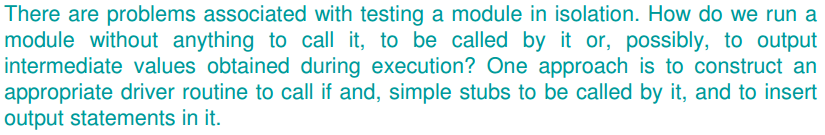 There are problems associated with testing a module in isolation. How do we run a
module without anything to call it, to be called by it or, possibly, to output
intermediate values obtained during execution? One approach is to construct an
appropriate driver routine to call if and, simple stubs to be called by it, and to insert
output statements in it.